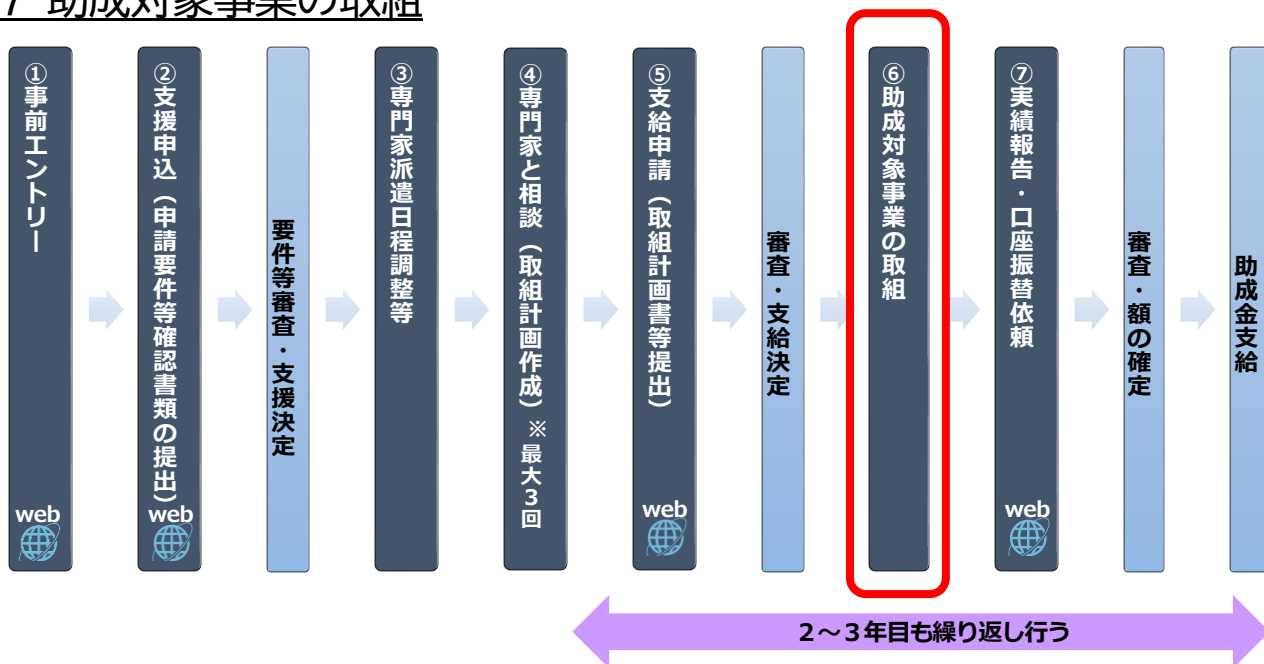 7 助成対象事業の取組
①事前エントリー
web
②支援申込（申請要件等確認書類の提出）
web
要件等審査・支援決定
③専門家派遣日程調整等
④専門家と相談（取組計画作成）※最大3回
⑤支給申請（取組計画書等提出）
web
審査・支給決定
⑥助成対象事業の取組
⑦実績報告・口座振替依頼
web
審査・額の確定
助成金支給
２～３年目も繰り返し行う